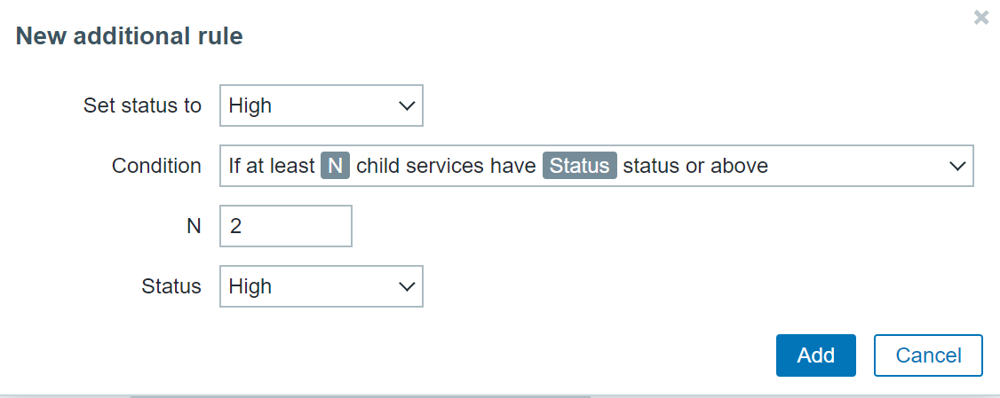 New additional rule
Set status to High
Condition If at least N child services have Status status or above
N 2
Status High
Add Cancel